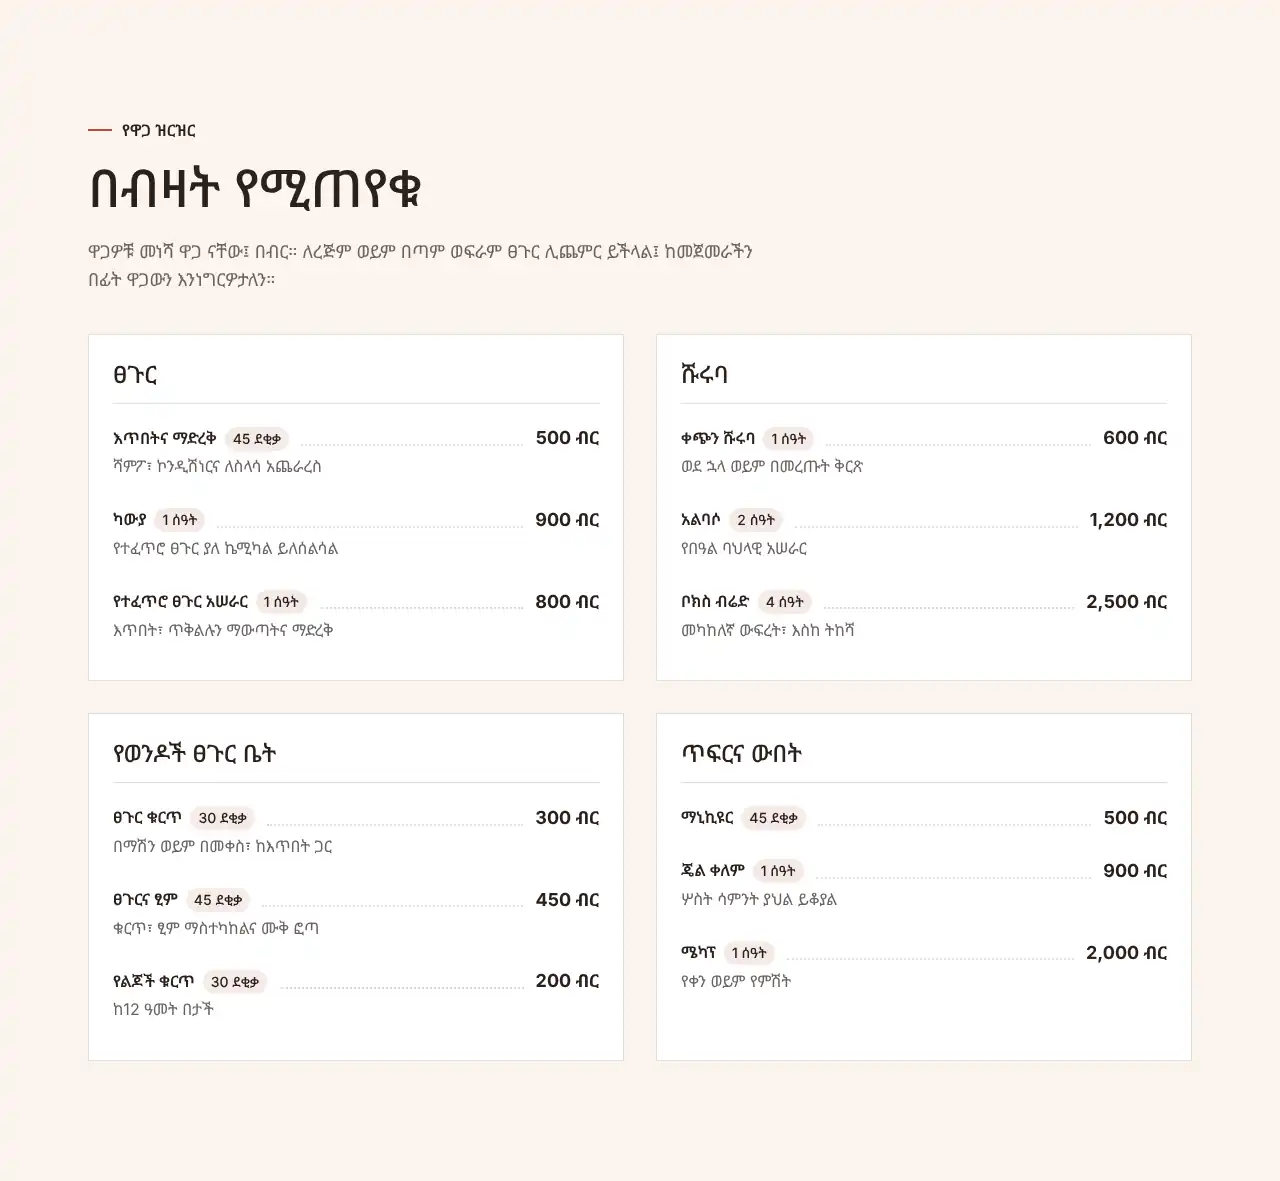 የዋጋ ዝርዝር
በብዛት የሚጠየቁ
ዋጋዎቹ መነሻ ዋጋ ናቸው፤ በብር። ለረጅም ወይም በጣም ወፍራም ፀጉር ሊጨምር ይችላል፤ ከመጀመራችን
በፊት ዋጋውን እንነግርዎታለን።
ፀጉር
እጥበትና ማድረቅ 45 ደቂቃ 500 ብር
ሻምፖ፣ ኮንዲሽነርና ለስላሳ አጨራረስ
ካውያ 1 ሰዓት 900 ብር
የተፈጥሮ ፀጉር ያለ ኬሚካል ይለሰልሳል
የተፈጥሮ ፀጉር አሠራር 1 ሰዓት 800 ብር
እጥበት፣ ጥቅልሉን ማውጣትና ማድረቅ
ሹሩባ
ቀጭን ሹሩባ 1 ሰዓት 600 ብር
ወደ ኋላ ወይም በመረጡት ቅርጽ
አልባሶ 2 ሰዓት 1,200 ብር
የበዓል ባህላዊ አሠራር
ቦክስ ብሬድ 4 ሰዓት 2,500 ብር
መካከለኛ ውፍረት፣ እስከ ትከሻ
የወንዶች ፀጉር ቤት
ፀጉር ቁርጥ 30 ደቂቃ 300 ብር
በማሽን ወይም በመቀስ፣ ከእጥበት ጋር
ፀጉርና ፂም 45 ደቂቃ 450 ብር
ቁርጥ፣ ፂም ማስተካከልና ሙቅ ፎጣ
የልጆች ቁርጥ 30 ደቂቃ 200 ብር
ከ12 ዓመት በታች
ጥፍርና ውበት
ማኒኪዩር 45 ደቂቃ 500 ብር
ጄል ቀለም 1 ሰዓት 900 ብር
ሦስት ሳምንት ያህል ይቆያል
ሜካፕ 1 ሰዓት 2,000 ብር
የቀን ወይም የምሽት